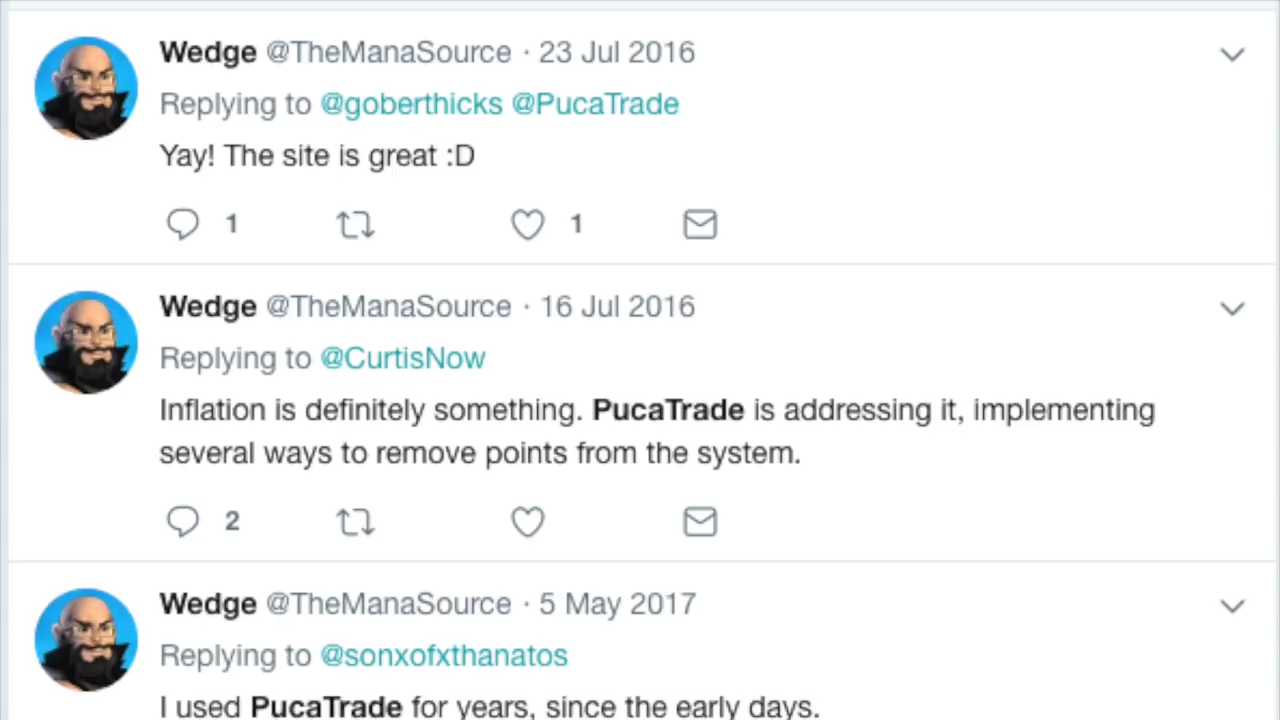 Wedge @TheManaSource · 23 Jul 2016
Replying to @goberthicks @PucaTrade
Yay! The site is great :D
1 1
Wedge @TheManaSource · 16 Jul 2016
Replying to @CurtisNow
Inflation is definitely something. PucaTrade is addressing it, implementing
several ways to remove points from the system.
2
Wedge @TheManaSource · 5 May 2017
Replying to @sonxofxthanatos
I used PucaTrade for years, since the early days.